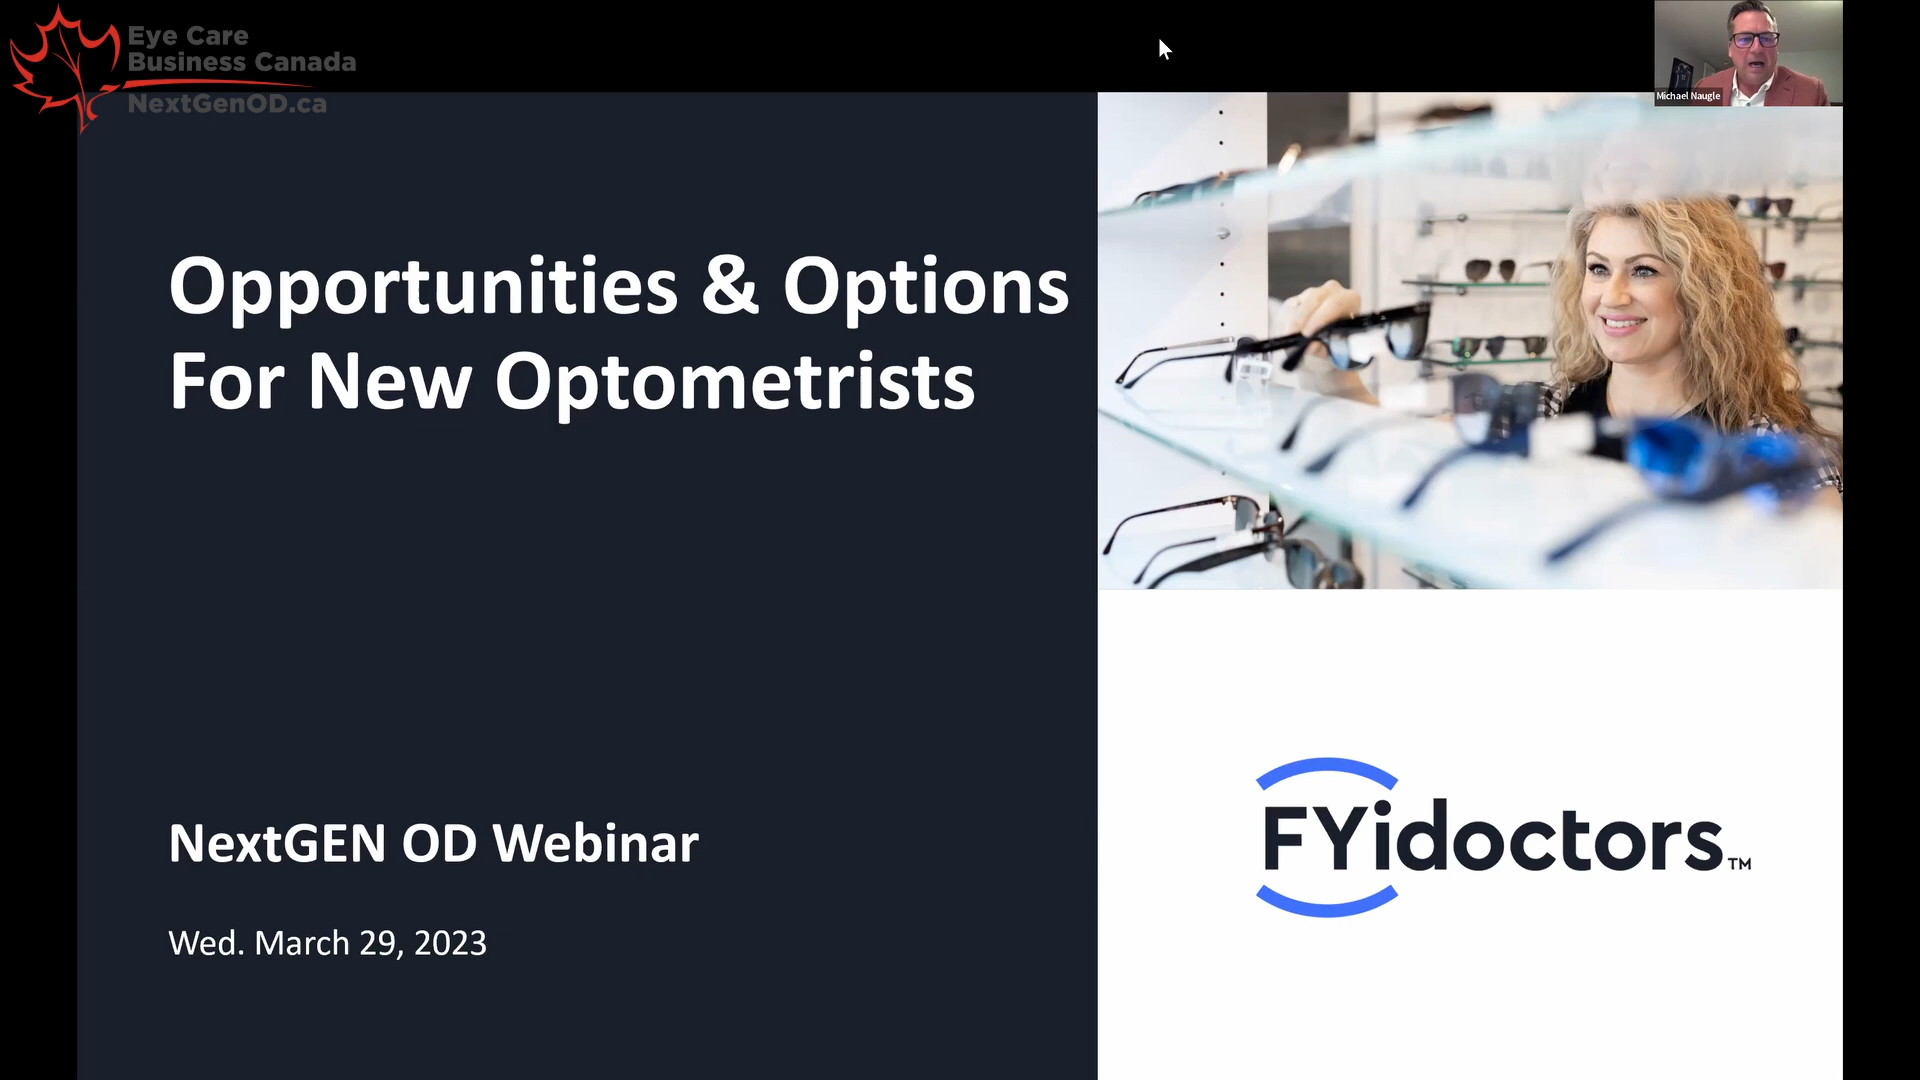 Eye Care
Business Canada
NextGenOD.ca
Michael Naugle
Opportunities & Options
For New Optometrists
NextGEN OD Webinar
Wed. March 29, 2023
FYidoctors™